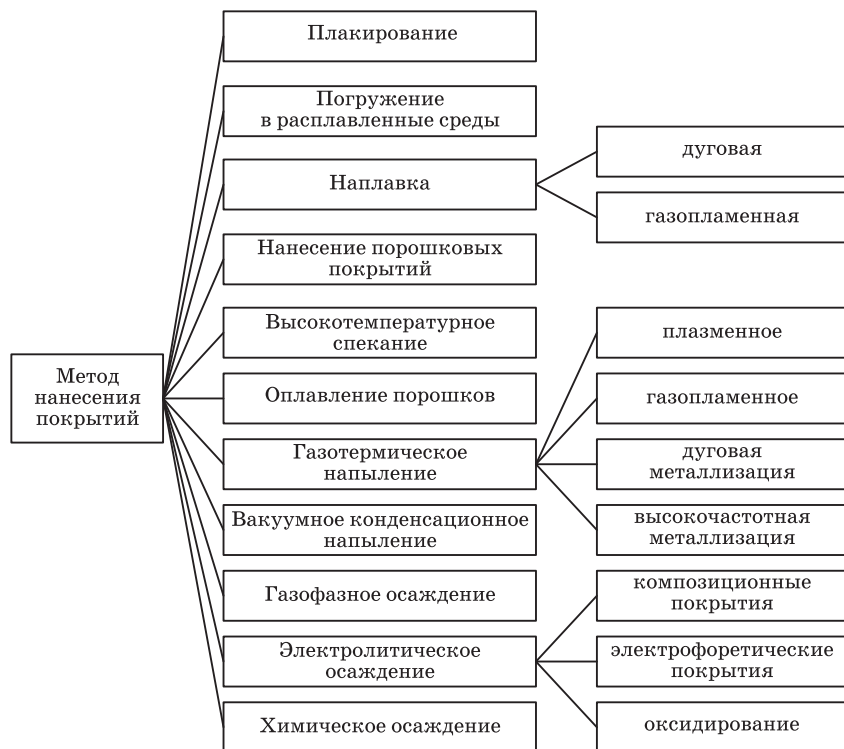 Метод
нанесения
покрытий
Плакирование
Погружение
в расплавленные среды
Наплавка
дуговая
газопламенная
Нанесение порошковых
покрытий
Высокотемпературное
спекание
Оплавление порошков
Газотермическое
напыление
плазменное
газопламенное
дуговая
металлизация
высокочастотная
металлизация
Вакуумное конденсационное
напыление
Газофазное осаждение
Электролитическое
осаждение
композиционные
покрытия
электрофоретические
покрытия
оксидирование
Химическое осаждение